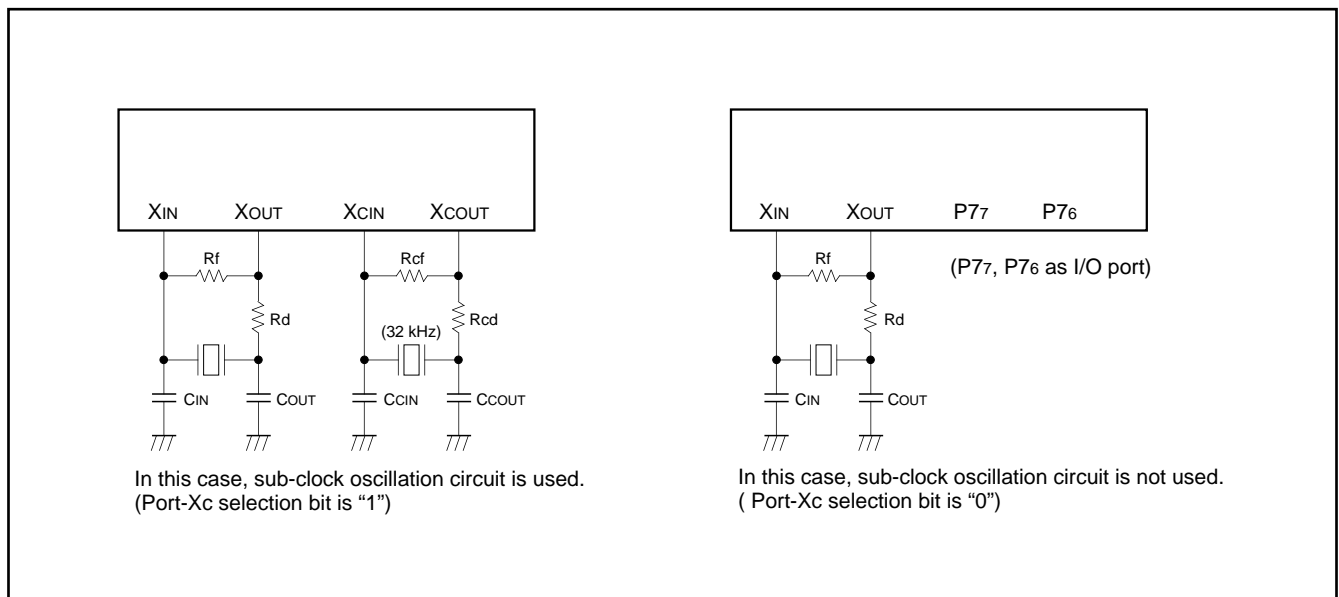 XIN XOUT XCIN XCOUT
Rf Rcf
Rd (32 kHz) Rcd
CIN COUT CCIN CCOUT
In this case, sub-clock oscillation circuit is used.
(Port-Xc selection bit is “1”)
XIN XOUT P77 P76
Rf (P77, P76 as I/O port)
Rd
CIN COUT
In this case, sub-clock oscillation circuit is not used.
( Port-Xc selection bit is “0”)